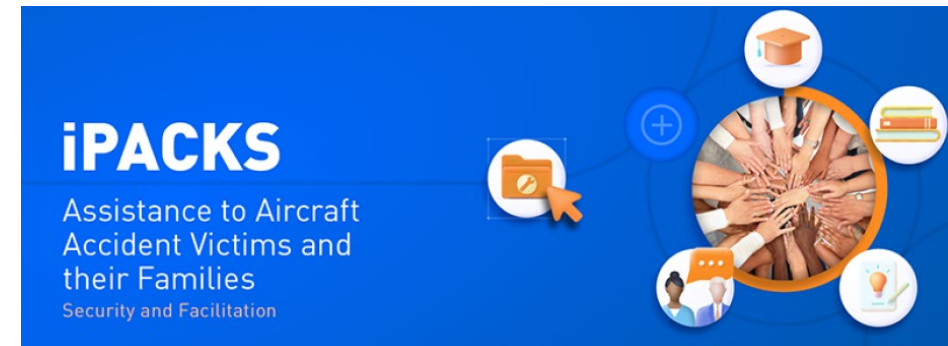 iPACKS
Assistance to Aircraft
Accident Victims and
their Families
Security and Facilitation